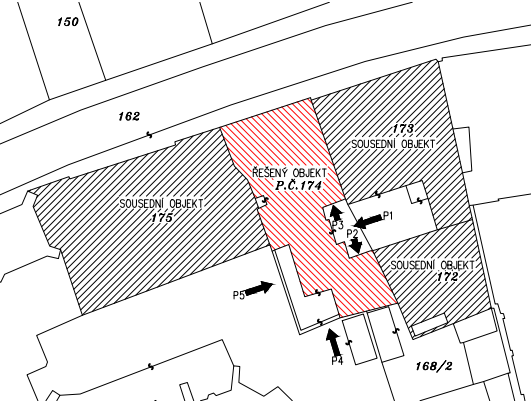 150
162
173
SOUSEDNÍ OBJEKT
ŘEŠENÝ OBJEKT
P.Č.174
SOUSEDNÍ OBJEKT
175
P1
P3
P2
SOUSEDNÍ OBJEKT
172
P5
P4
168/2